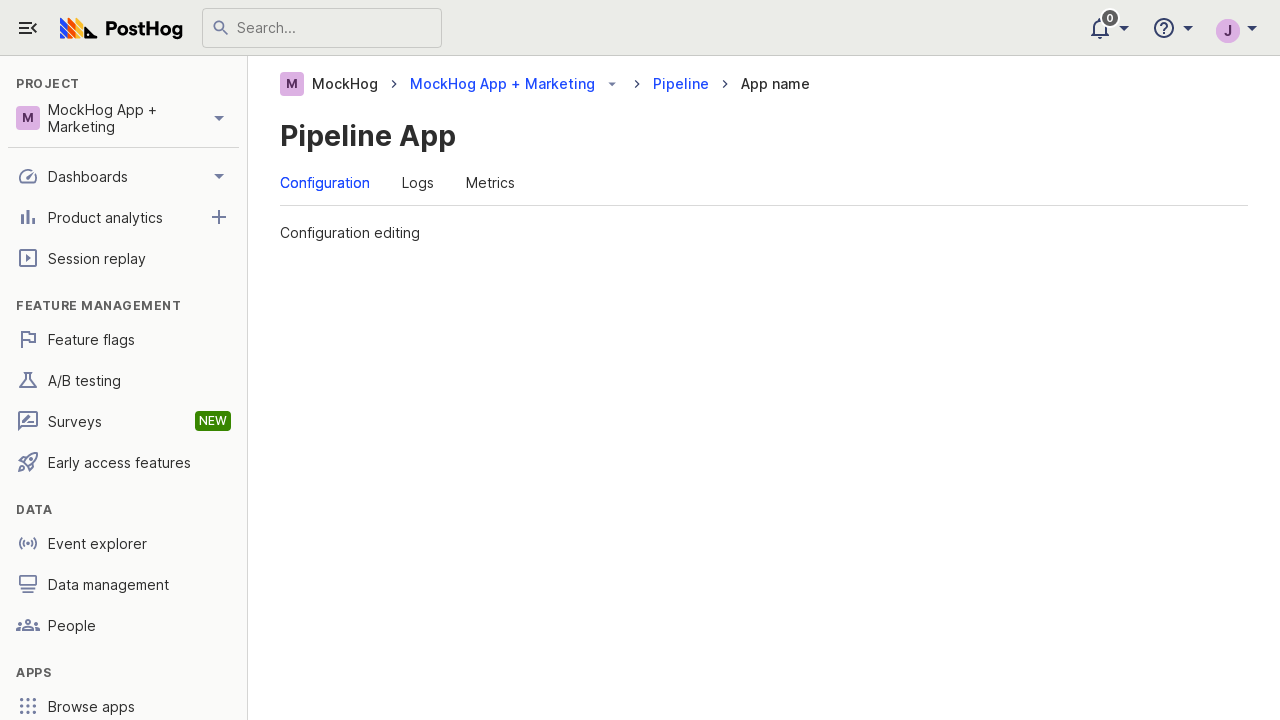 PostHog
Search...
0
J
PROJECT
M
MockHog App +
Marketing
Dashboards
Product analytics
Session replay
FEATURE MANAGEMENT
Feature flags
A/B testing
Surveys
NEW
Early access features
DATA
Event explorer
Data management
People
APPS
Browse apps
M MockHog > MockHog App + Marketing > Pipeline > App name
Pipeline App
Configuration Logs Metrics
Configuration editing